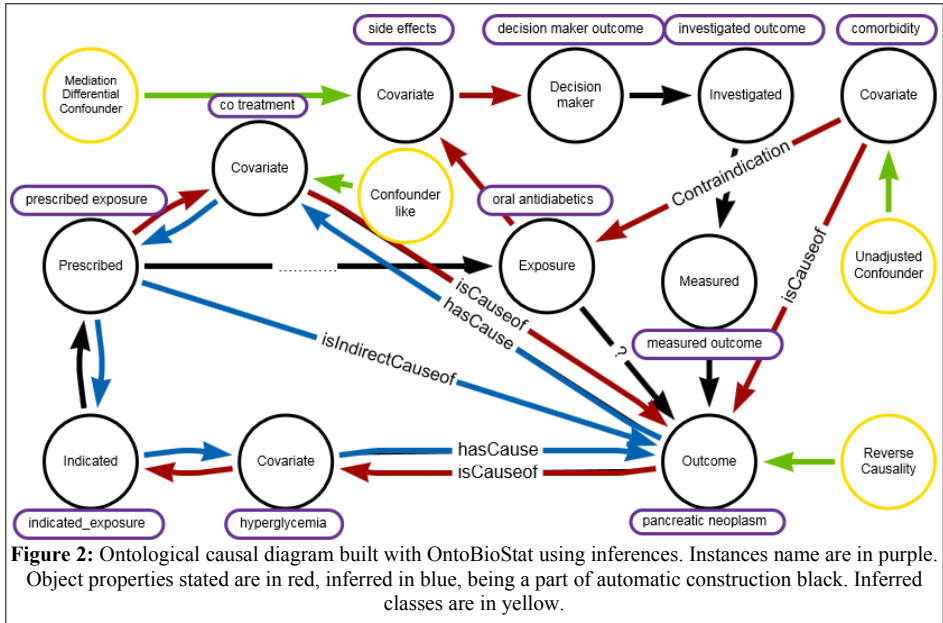 side effects
decision maker outcome
investigated outcome
comorbidity
Mediation
Differential
Confounder
Covariate
Decision
maker
Investigated
Covariate
co treatment
Covariate
Contraindication
Confounder
like
prescribed exposure
oral antidiabetics
Prescribed
..............
Exposure
Measured
Unadjusted
Confounder
isCauseof
hasCause
isCauseof
isIndirectCauseof
?
measured outcome
Indicated
Covariate
hasCause
isCauseof
Outcome
Reverse
Causality
indicated_exposure
hyperglycemia
pancreatic neoplasm
Figure 2: Ontological causal diagram built with OntoBioStat using inferences. Instances name are in purple.
Object properties stated are in red, inferred in blue, being a part of automatic construction black. Inferred
classes are in yellow.